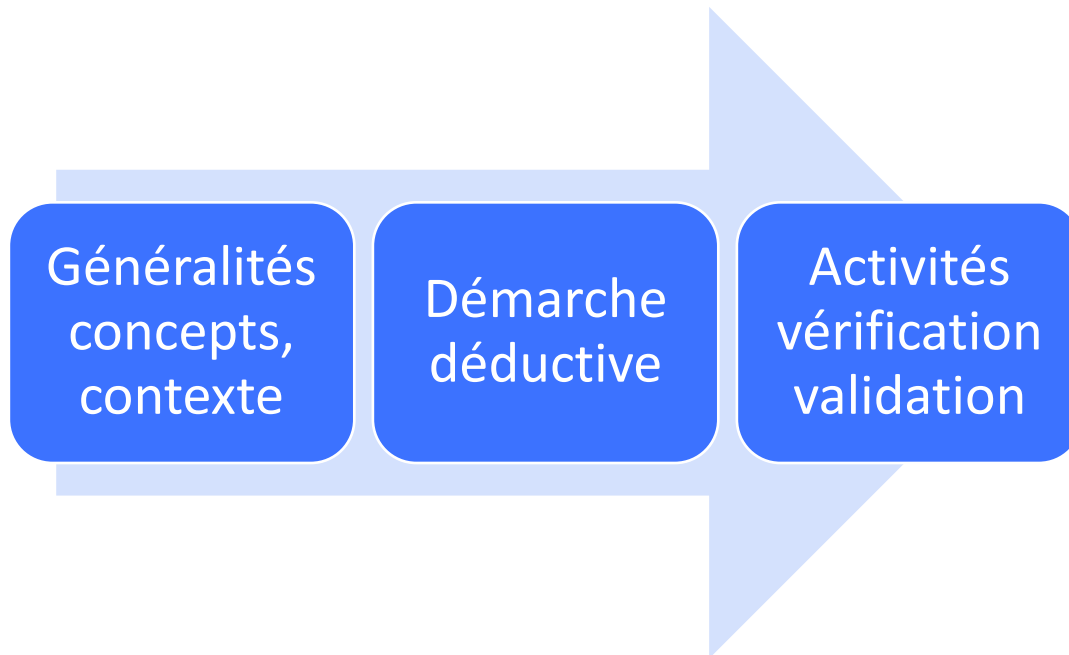 Généralités
concepts,
contexte
Démarche
déductive
Activités
vérification
validation